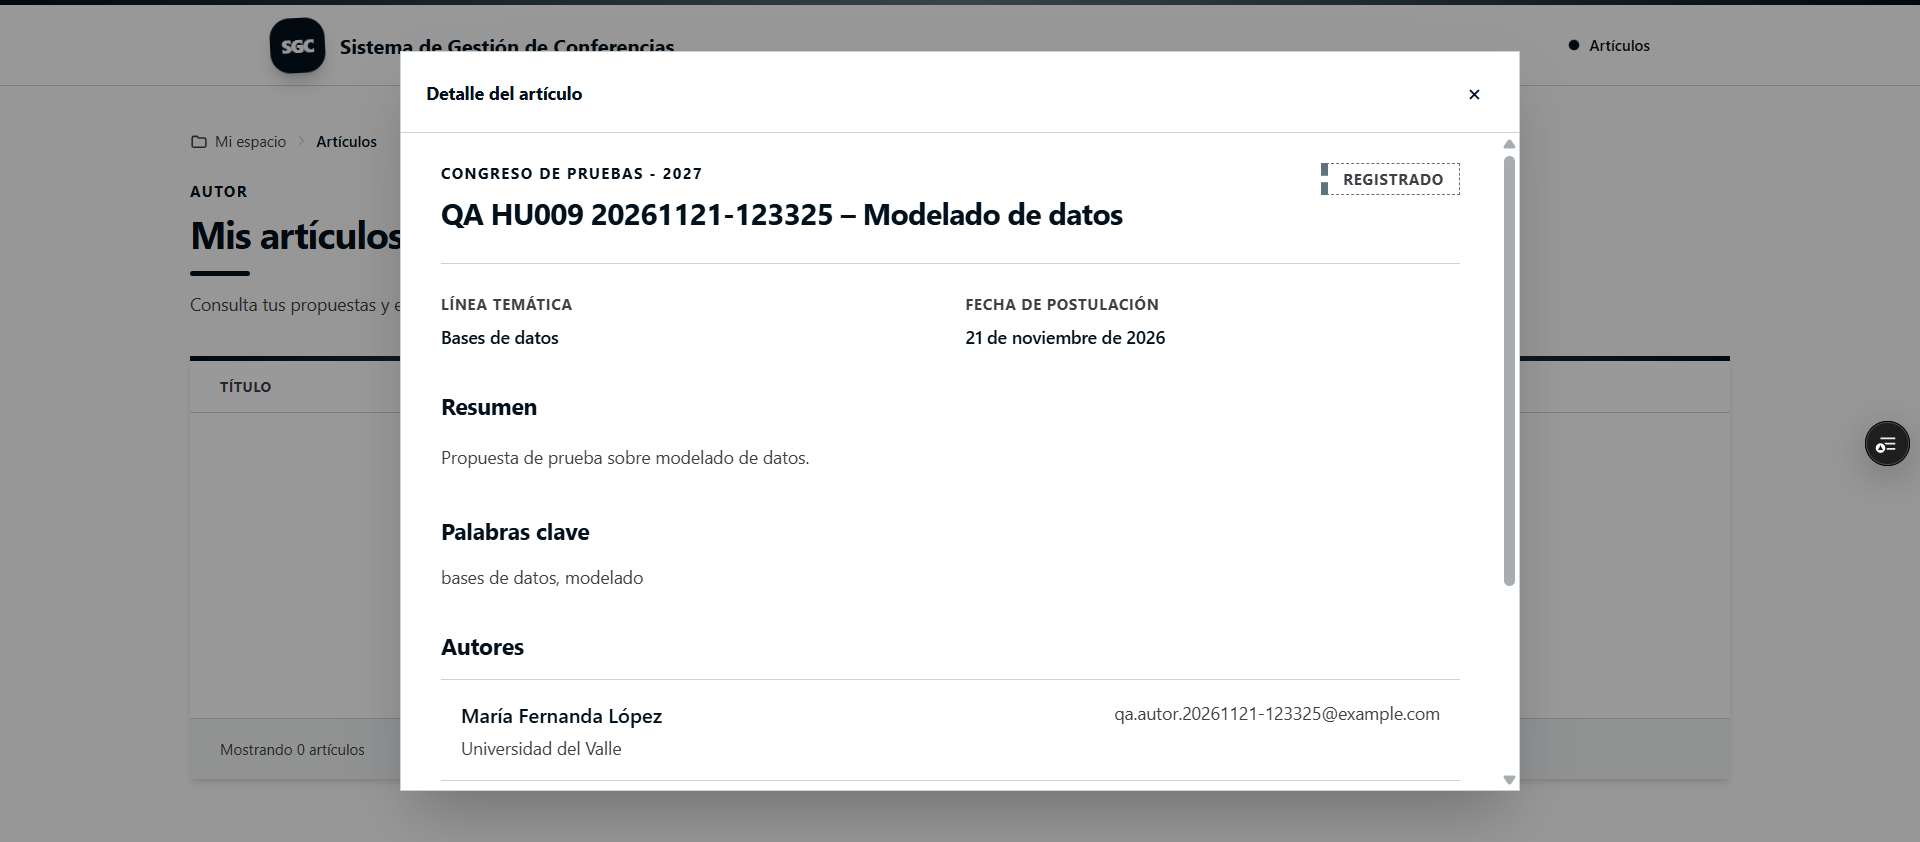 SGC
Sistema de Gestión de Conferencias
Artículos
Mi espacio
Artículos
AUTOR
Mis artículos
Consulta tus propuestas y e
TÍTULO
Mostrando 0 artículos
Detalle del artículo
CONGRESO DE PRUEBAS - 2027
REGISTRADO
QA HU009 20261121-123325 – Modelado de datos
LÍNEA TEMÁTICA
FECHA DE POSTULACIÓN
Bases de datos
21 de noviembre de 2026
Resumen
Propuesta de prueba sobre modelado de datos.
Palabras clave
bases de datos, modelado
Autores
María Fernanda López
qa.autor.20261121-123325@example.com
Universidad del Valle